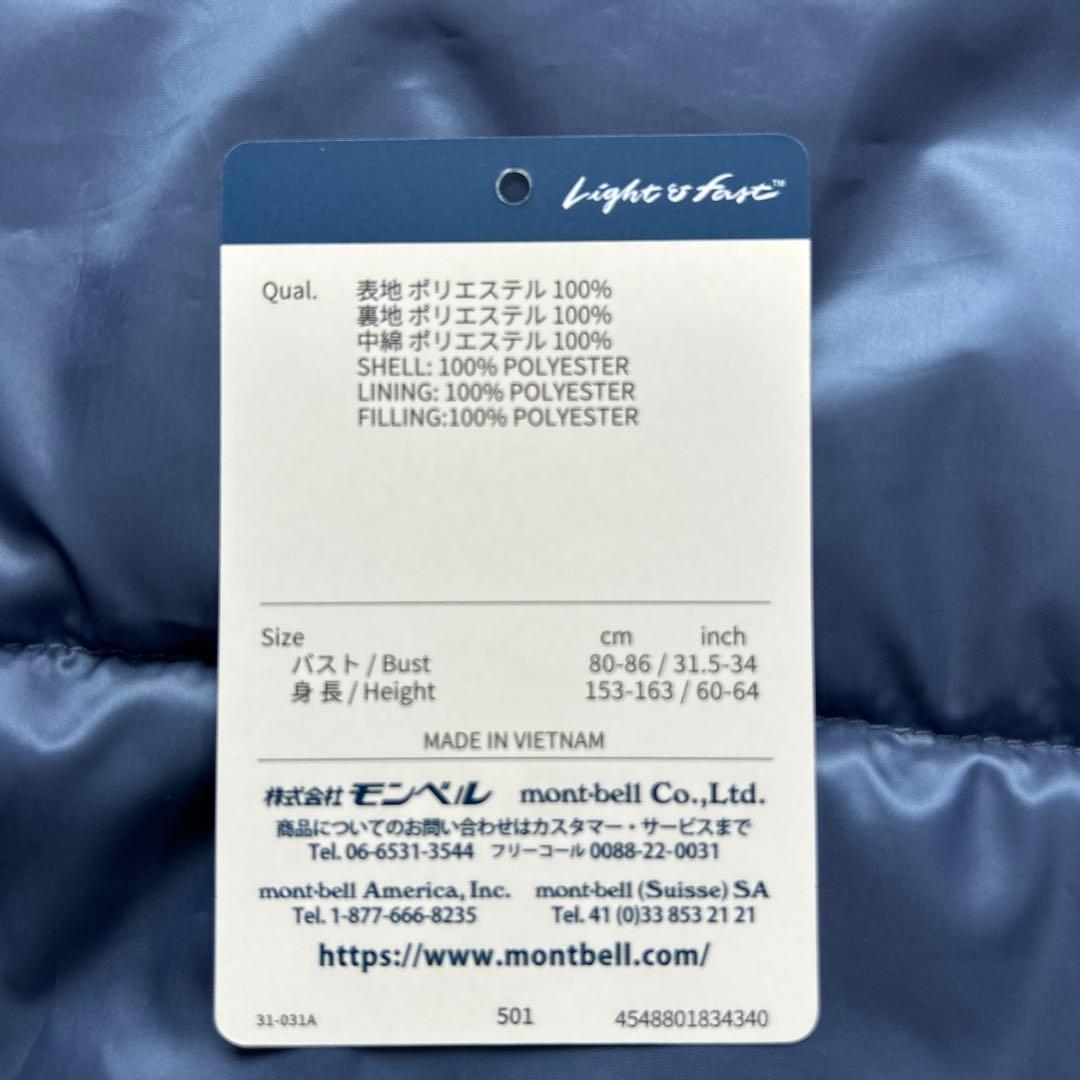 Light & fast™
Qual. 表地 ポリエステル 100%
裏地 ポリエステル 100%
中綿 ポリエステル 100%
SHELL: 100% POLYESTER
LINING: 100% POLYESTER
FILLING:100% POLYESTER
Size cm inch
バスト / Bust 80-86 / 31.5-34
身 長 / Height 153-163 / 60-64
MADE IN VIETNAM
株式会社 モンベル mont-bell Co.,Ltd.
商品についてのお問い合わせはカスタマー・サービスまで
Tel. 06-6531-3544 フリーコール 0088-22-0031
mont-bell America, Inc. mont-bell (Suisse) SA
Tel. 1-877-666-8235 Tel. 41 (0)33 853 21 21
https://www.montbell.com/
31-031A 501 4548801834340